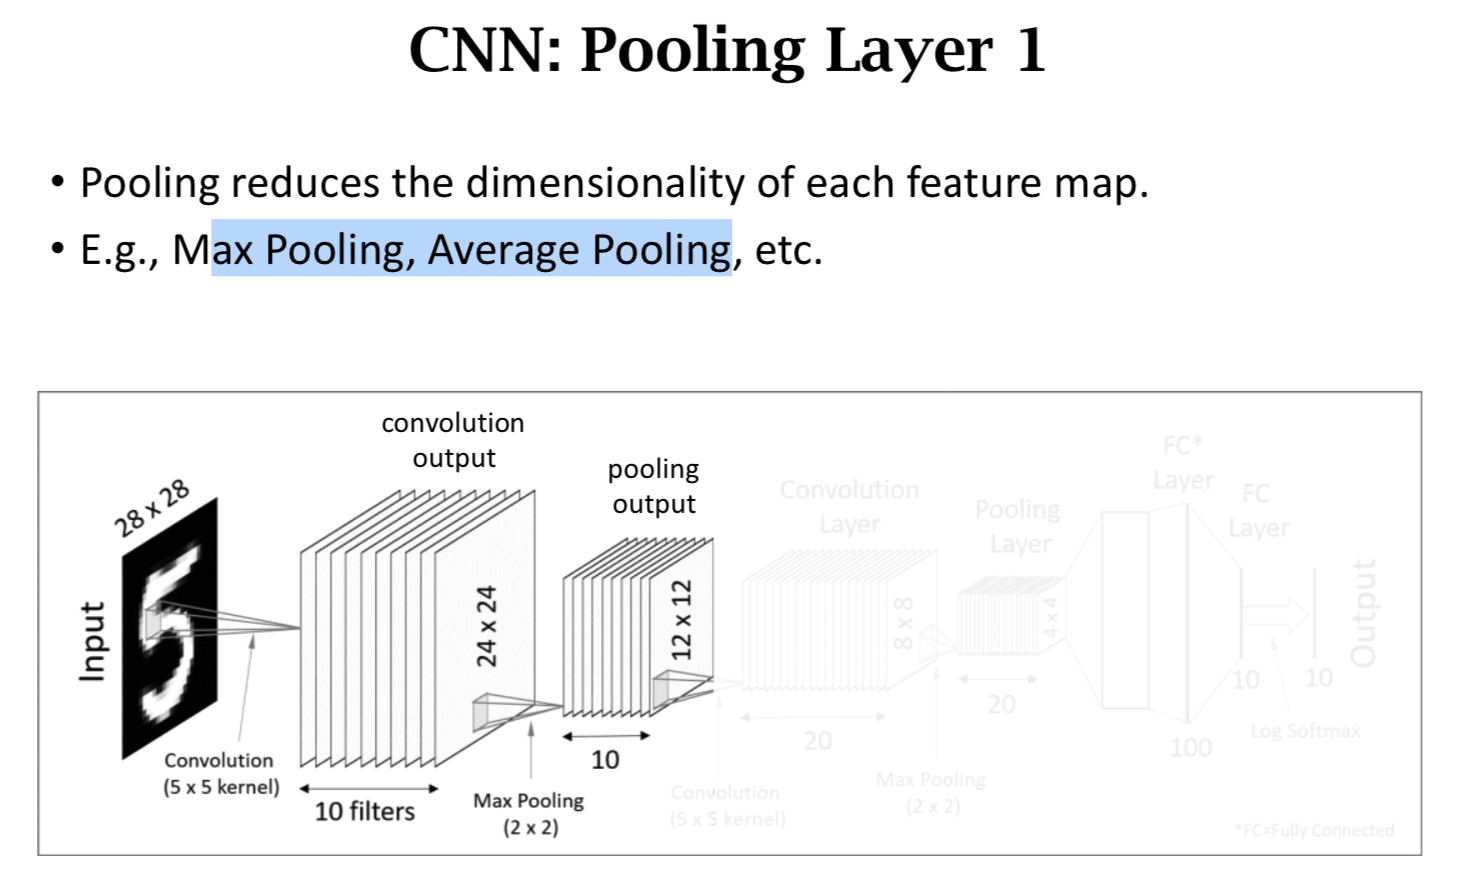 CNN: Pooling Layer 1
• Pooling reduces the dimensionality of each feature map.
• E.g., Max Pooling, Average Pooling, etc.
convolution
output
pooling
output
Convolution
Layer
Pooling
Layer
FC*
Layer
FC
Layer
28 x 28
Input
24 x 24
12 x 12
8 x 8
4 x 4
Output
Convolution
(5 x 5 kernel)
10 filters
Max Pooling
(2 x 2)
10
Convolution
(5 x 5 kernel)
20
Max Pooling
(2 x 2)
20
100
10
10
Log Softmax
*FC=Fully Connected